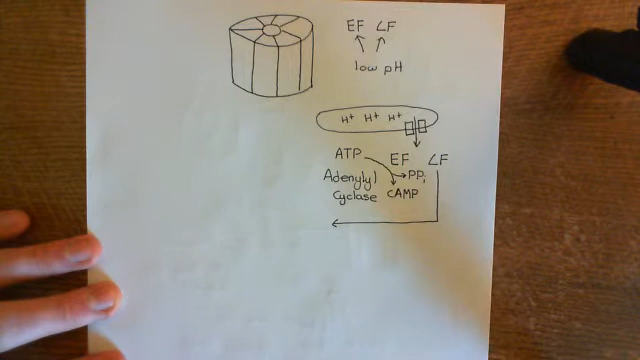 EF LF
low pH
H+ H+ H+
ATP EF LF
Adenylyl PPi
Cyclase cAMP